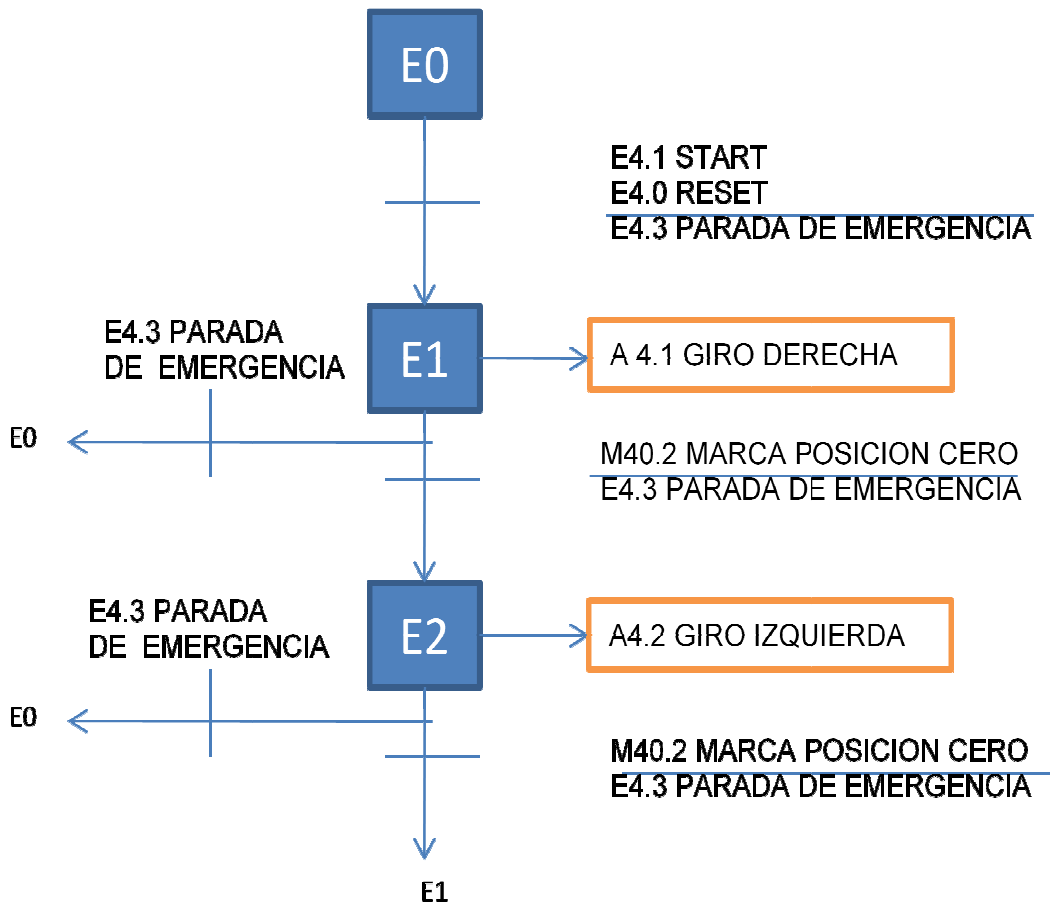 E0
E4.1 START
E4.0 RESET
E4.3 PARADA DE EMERGENCIA
E4.3 PARADA
DE EMERGENCIA
E1
A 4.1 GIRO DERECHA
E0
M40.2 MARCA POSICION CERO
E4.3 PARADA DE EMERGENCIA
E4.3 PARADA
DE EMERGENCIA
E2
A4.2 GIRO IZQUIERDA
E0
M40.2 MARCA POSICION CERO
E4.3 PARADA DE EMERGENCIA
E1